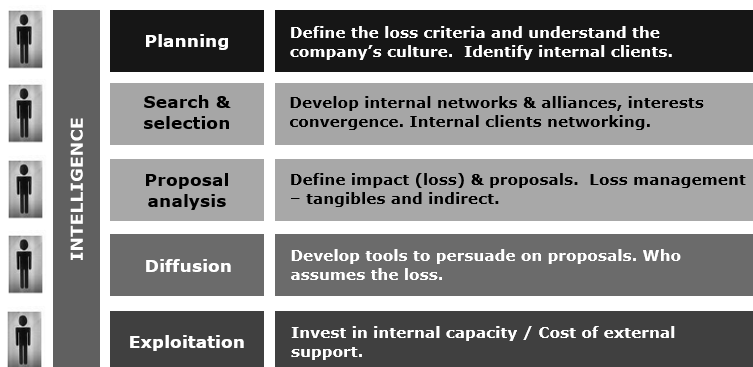 INTELLIGENCE
Planning
Define the loss criteria and understand the
company’s culture.  Identify internal clients.
Search &
selection
Develop internal networks & alliances, interests
convergence. Internal clients networking.
Proposal
analysis
Define impact (loss) & proposals.  Loss management
– tangibles and indirect.
Diffusion
Develop tools to persuade on proposals. Who
assumes the loss.
Exploitation
Invest in internal capacity / Cost of external
support.